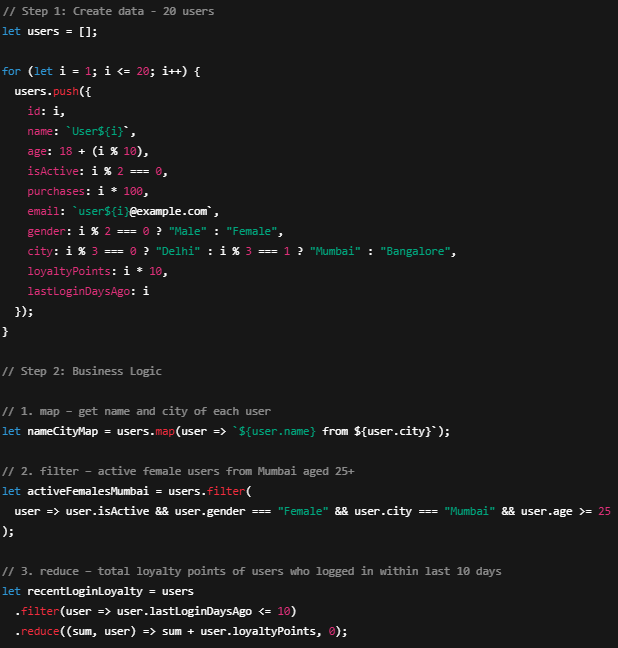 // Step 1: Create data - 20 users
let users = [];
for (let i = 1; i <= 20; i++) {
  users.push({
    id: i,
    name: `User${i}`,
    age: 18 + (i % 10),
    isActive: i % 2 === 0,
    purchases: i * 100,
    email: `user${i}@example.com`,
    gender: i % 2 === 0 ? "Male" : "Female",
    city: i % 3 === 0 ? "Delhi" : i % 3 === 1 ? "Mumbai" : "Bangalore",
    loyaltyPoints: i * 10,
    lastLoginDaysAgo: i
  });
}
// Step 2: Business Logic
// 1. map – get name and city of each user
let nameCityMap = users.map(user => `${user.name} from ${user.city}`);
// 2. filter – active female users from Mumbai aged 25+
let activeFemalesMumbai = users.filter(
  user => user.isActive && user.gender === "Female" && user.city === "Mumbai" && user.age >= 25
);
// 3. reduce – total loyalty points of users who logged in within last 10 days
let recentLoginLoyalty = users
  .filter(user => user.lastLoginDaysAgo <= 10)
  .reduce((sum, user) => sum + user.loyaltyPoints, 0);